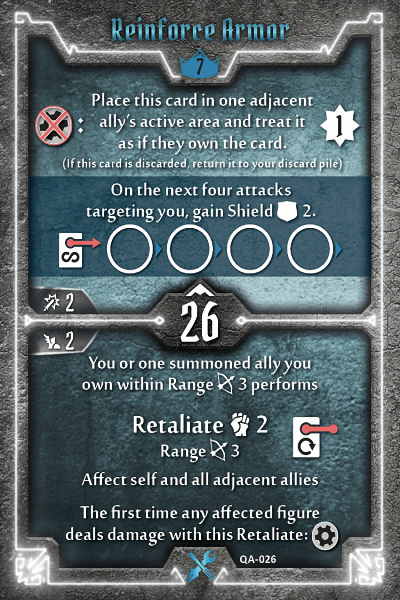 Reinforce Armor
7
Place this card in one adjacent
ally's active area and treat it
as if they own the card.
(If this card is discarded, return it to your discard pile)
:
1
On the next four attacks
targeting you, gain Shield 2.
S
2
26
2
You or one summoned ally you
own within Range 3 performs
Retaliate 2
Range 3
Affect self and all adjacent allies
The first time any affected figure
deals damage with this Retaliate:
QA-026